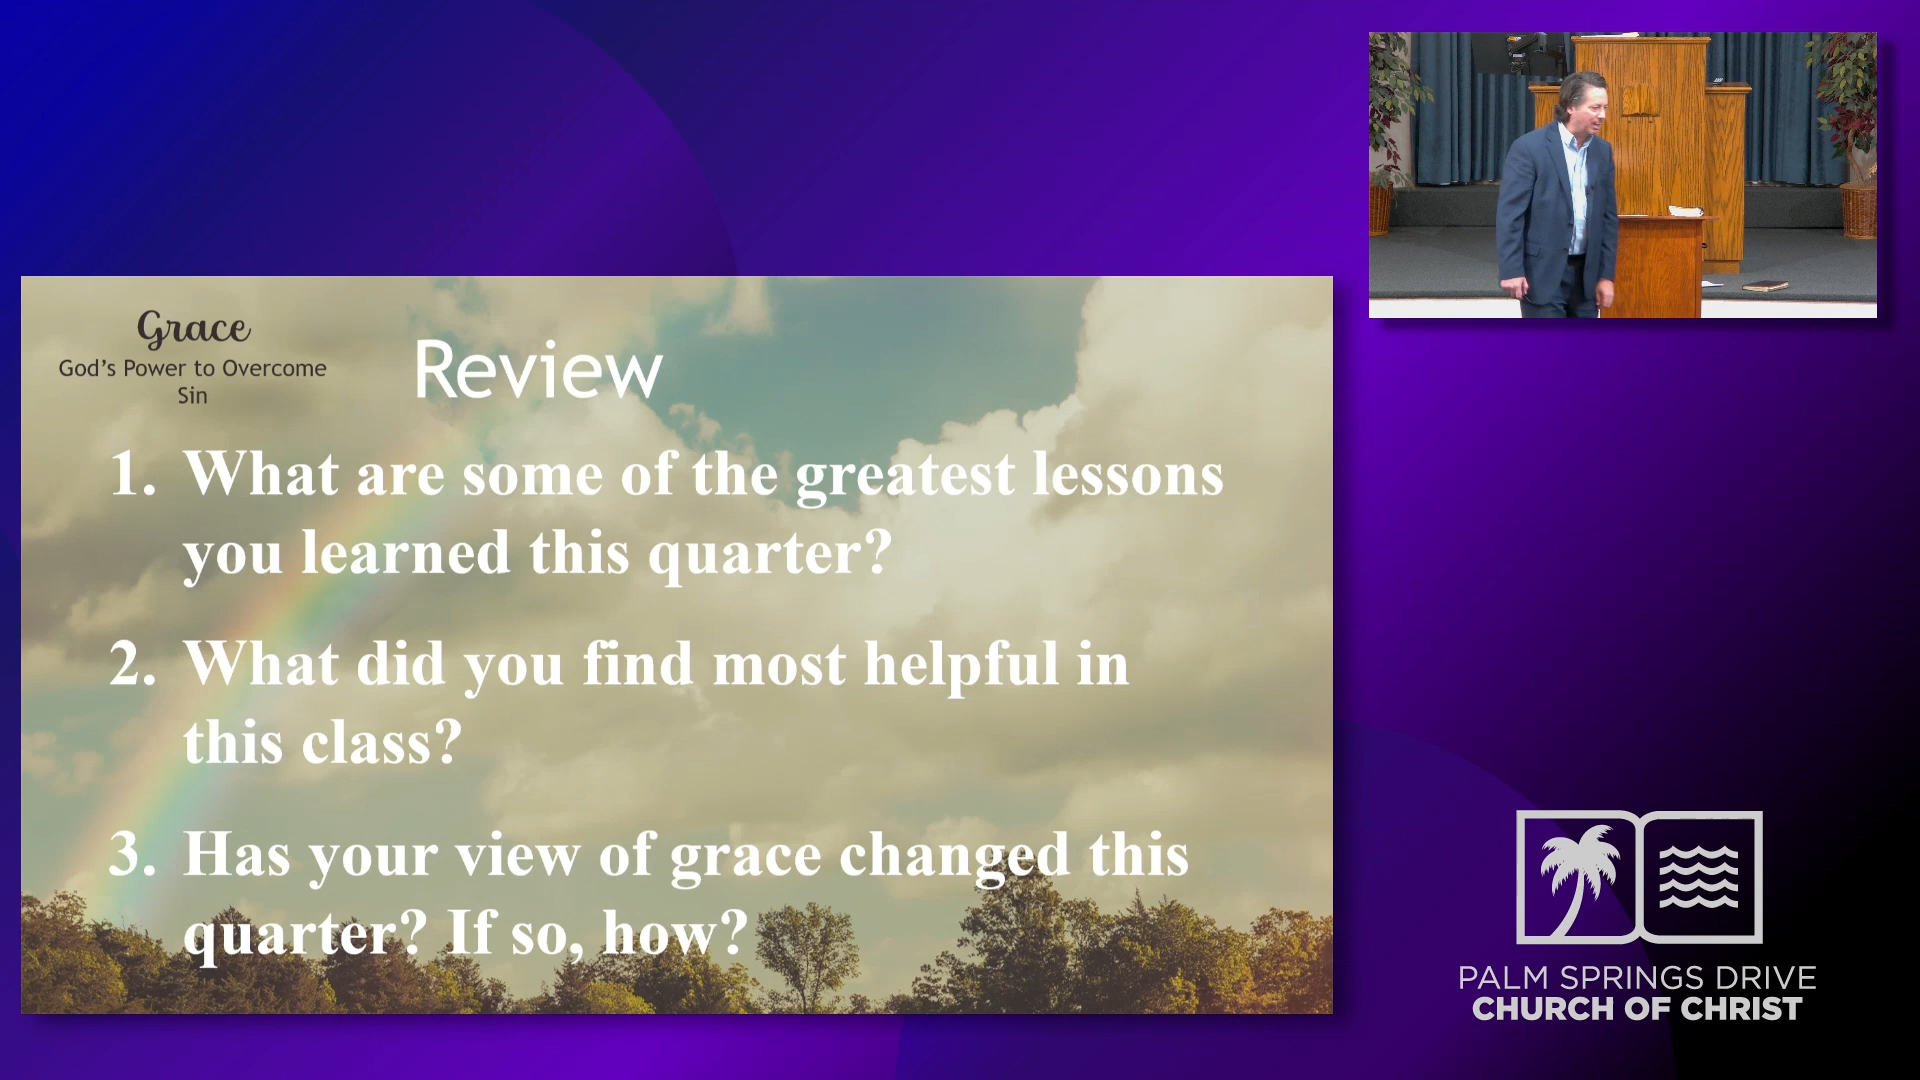 Grace
God's Power to Overcome
Sin
Review
1. What are some of the greatest lessons
you learned this quarter?
2. What did you find most helpful in
this class?
3. Has your view of grace changed this
quarter? If so, how?
PALM SPRINGS DRIVE
CHURCH OF CHRIST